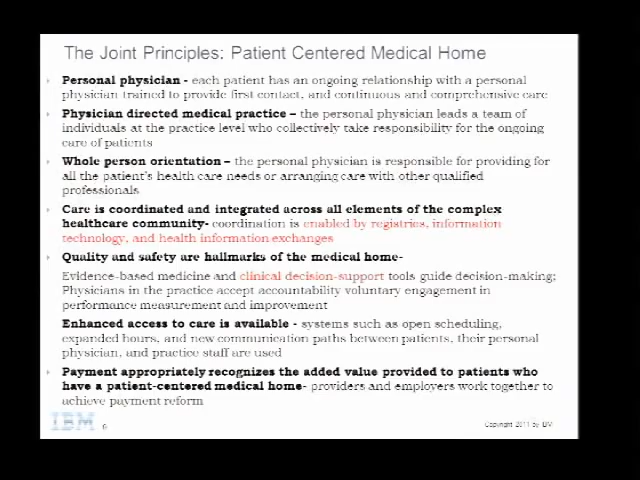 The Joint Principles: Patient Centered Medical Home
Personal physician - each patient has an ongoing relationship with a personal
physician trained to provide first contact, and continuous and comprehensive care
Physician directed medical practice – the personal physician leads a team of
individuals at the practice level who collectively take responsibility for the ongoing
care of patients
Whole person orientation – the personal physician is responsible for providing for
all the patient's health care needs or arranging care with other qualified
professionals
Care is coordinated and integrated across all elements of the complex
healthcare community- coordination is enabled by registries, information
technology, and health information exchanges
Quality and safety are hallmarks of the medical home-
Evidence-based medicine and clinical decision-support tools guide decision-making;
Physicians in the practice accept accountability voluntary engagement in
performance measurement and improvement
Enhanced access to care is available - systems such as open scheduling,
expanded hours, and new communication paths between patients, their personal
physician, and practice staff are used
Payment appropriately recognizes the added value provided to patients who
have a patient-centered medical home- providers and employers work together to
achieve payment reform
IBM 6 Copyright 2011 by IBM